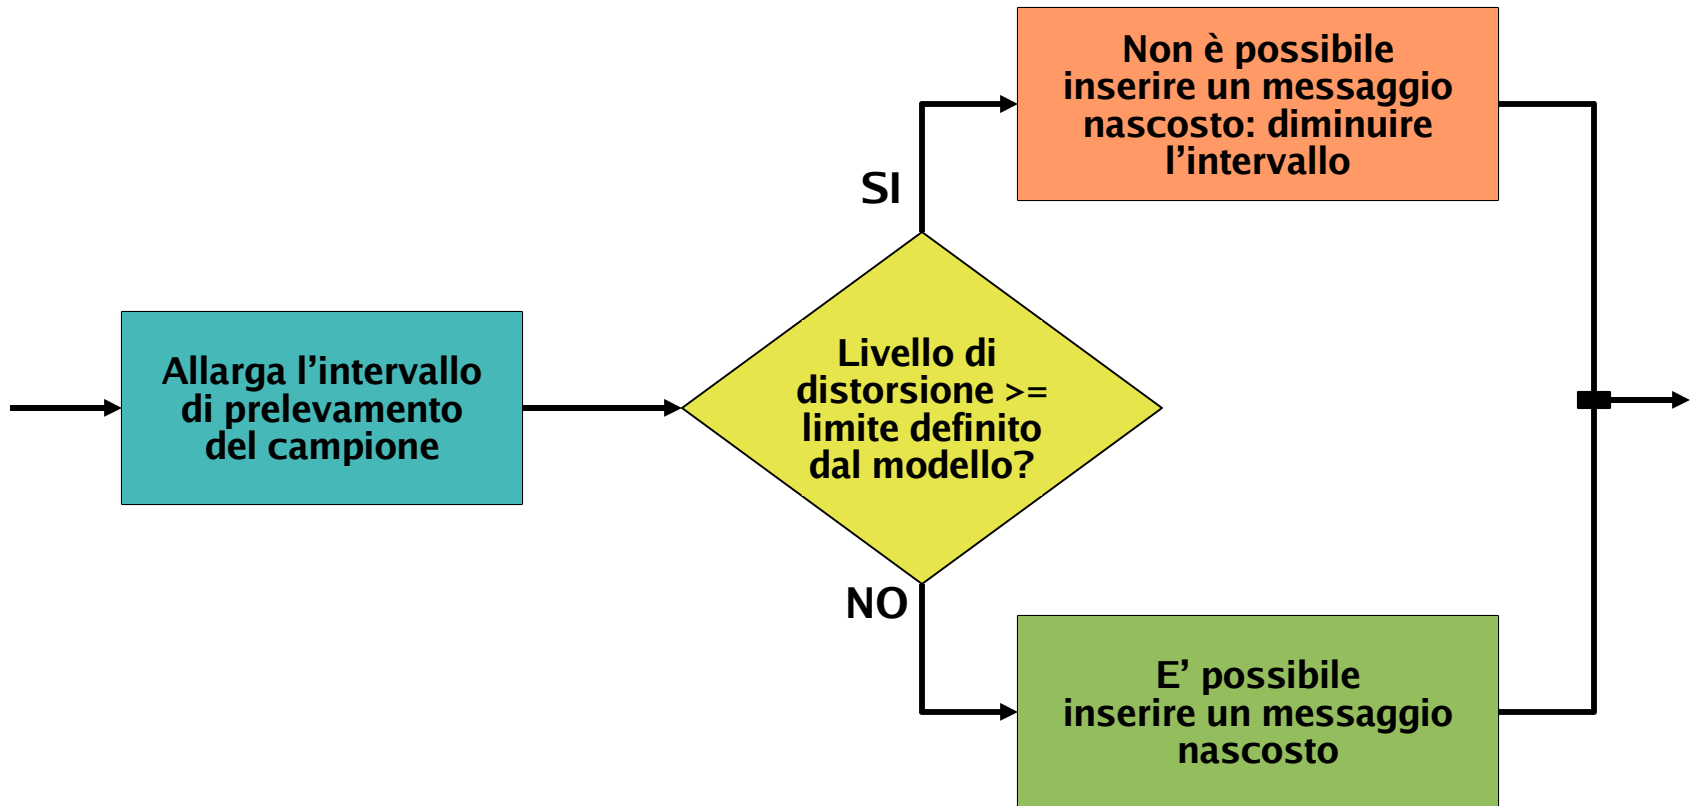 Allarga l’intervallo
di prelevamento
del campione
Livello di
distorsione >=
limite definito
dal modello?
SI
Non è possibile
inserire un messaggio
nascosto: diminuire
l’intervallo
NO
E’ possibile
inserire un messaggio
nascosto